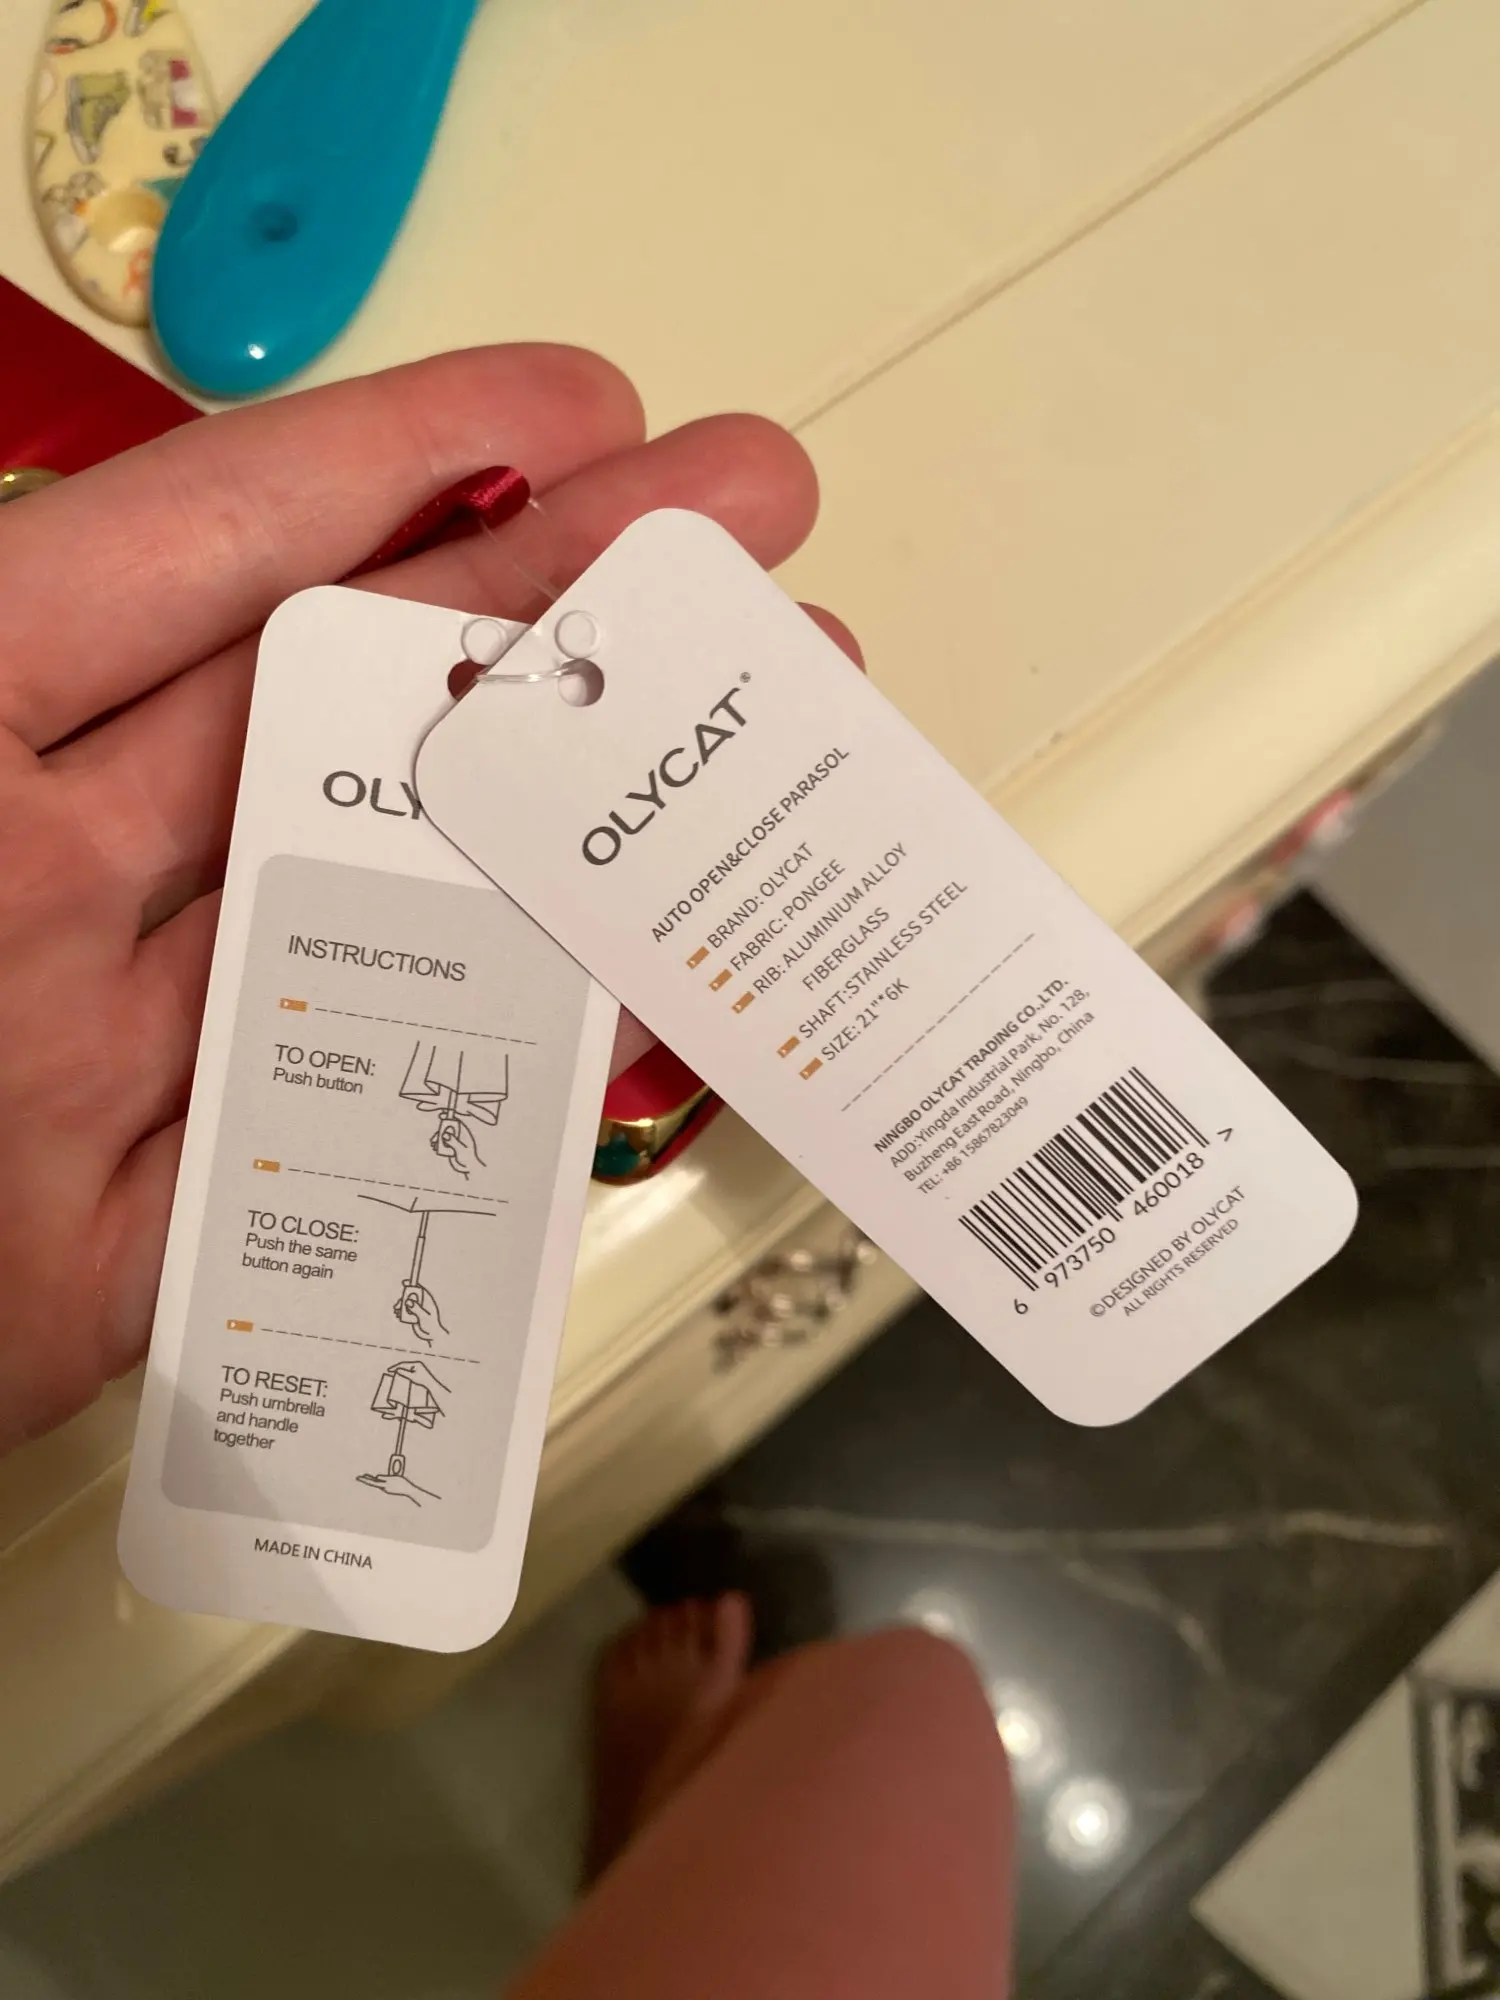 OLY
INSTRUCTIONS
TO OPEN:
Push button
TO CLOSE:
Push the same
button again
TO RESET:
Push umbrella
and handle
together
MADE IN CHINA
OLYCAT®
AUTO OPEN&CLOSE PARASOL
BRAND: OLYCAT
FABRIC: PONGEE
RIB: ALUMINIUM ALLOY
FIBERGLASS
SHAFT:STAINLESS STEEL
SIZE: 21"*6K
NINGBO OLYCAT TRADING CO.,LTD.
ADD:Yingda Industrial Park, No. 128,
Buzheng East Road, Ningbo, China
TEL: +86 15867823049
6 973750 460018 >
©DESIGNED BY OLYCAT
ALL RIGHTS RESERVED